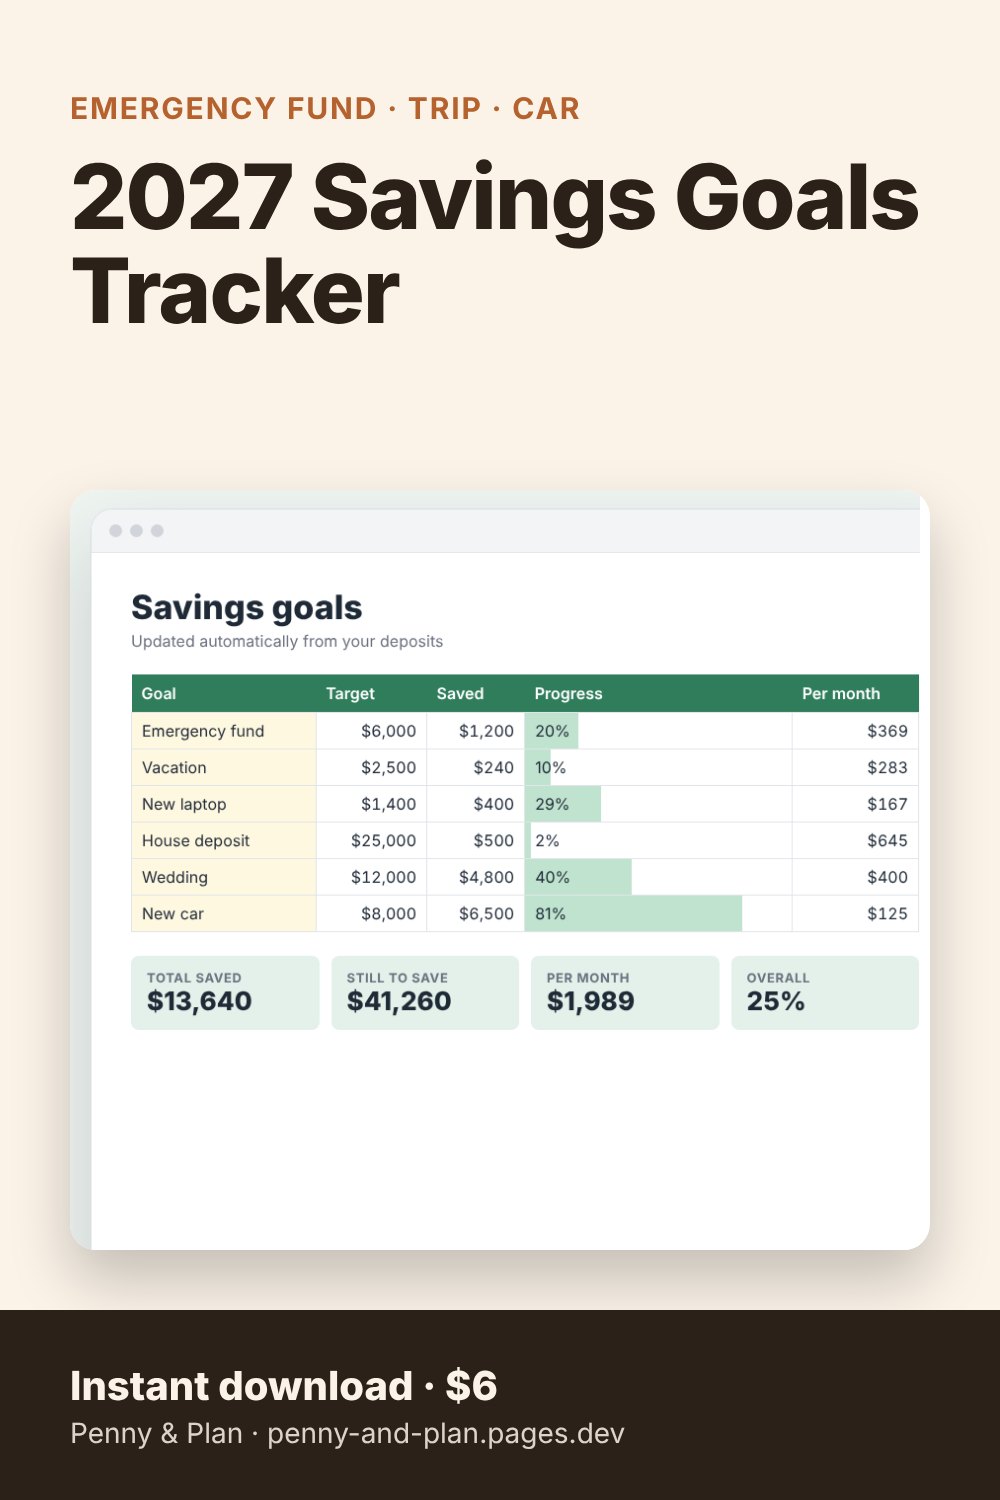 EMERGENCY FUND · TRIP · CAR
2027 Savings Goals
Tracker
Savings goals
Updated automatically from your deposits
Goal Target Saved Progress Per month
Emergency fund $6,000 $1,200 20% $369
Vacation $2,500 $240 10% $283
New laptop $1,400 $400 29% $167
House deposit $25,000 $500 2% $645
Wedding $12,000 $4,800 40% $400
New car $8,000 $6,500 81% $125
TOTAL SAVED STILL TO SAVE PER MONTH OVERALL
$13,640 $41,260 $1,989 25%
Instant download · $6
Penny & Plan · penny-and-plan.pages.dev